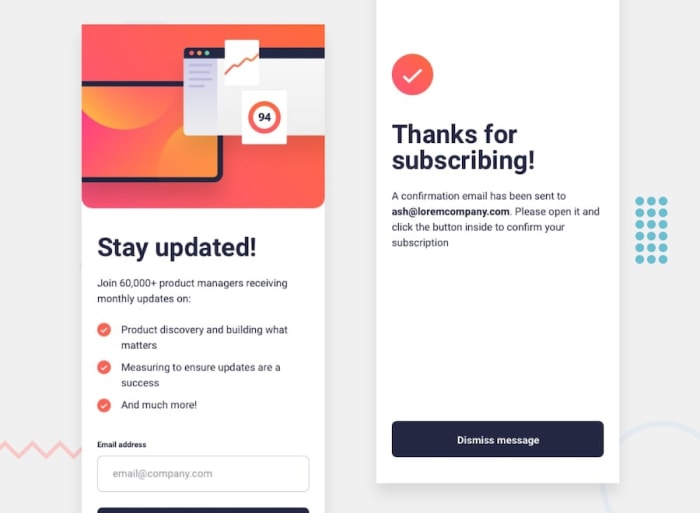 94
Stay updated!
Join 60,000+ product managers receiving
monthly updates on:
Product discovery and building what
matters
Measuring to ensure updates are a
success
And much more!
Email address
email@company.com
Thanks for
subscribing!
A confirmation email has been sent to
ash@loremcompany.com. Please open it and
click the button inside to confirm your
subscription
Dismiss message